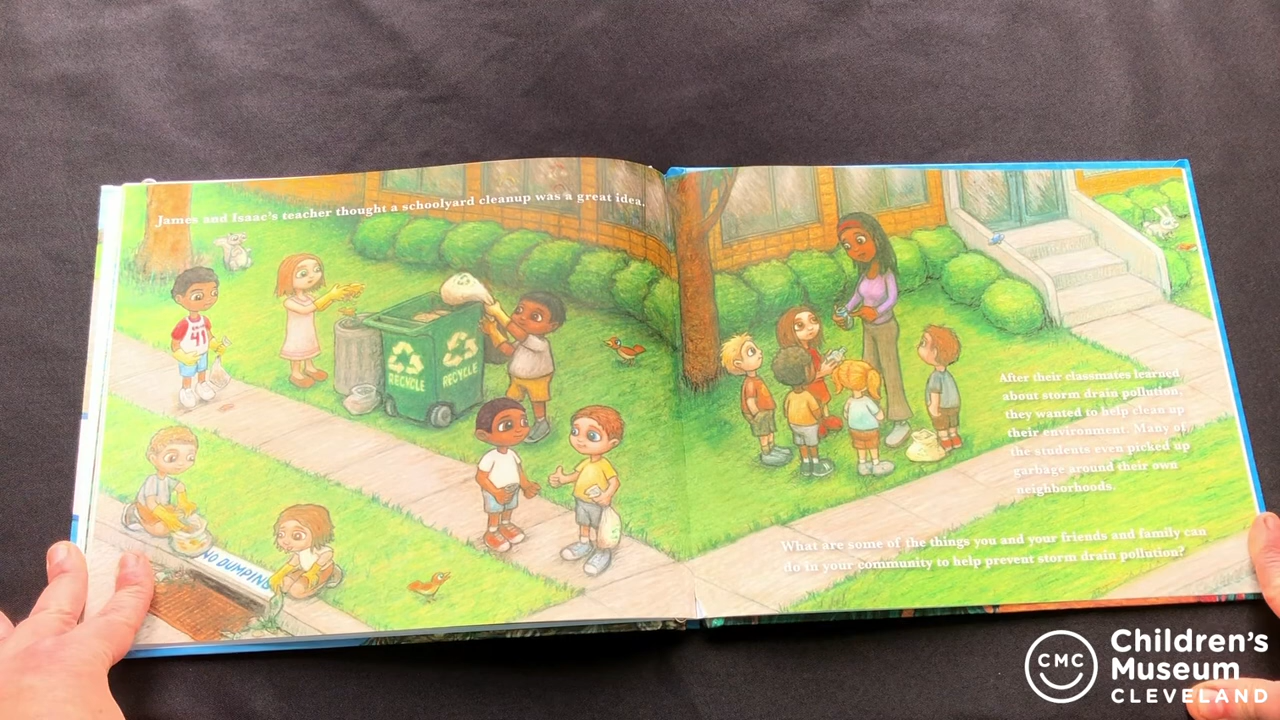 James and Isaac's teacher thought a schoolyard cleanup was a great idea.
41
RECYCLE
RECYCLE
NO DUMPING
After their classmates learned
about storm drain pollution,
they wanted to help clean up
their environment. Many of
the students even picked up
garbage around their own
neighborhoods.
What are some of the things you and your friends and family can
do in your community to help prevent storm drain pollution?
CMC
Children's
Museum
CLEVELAND